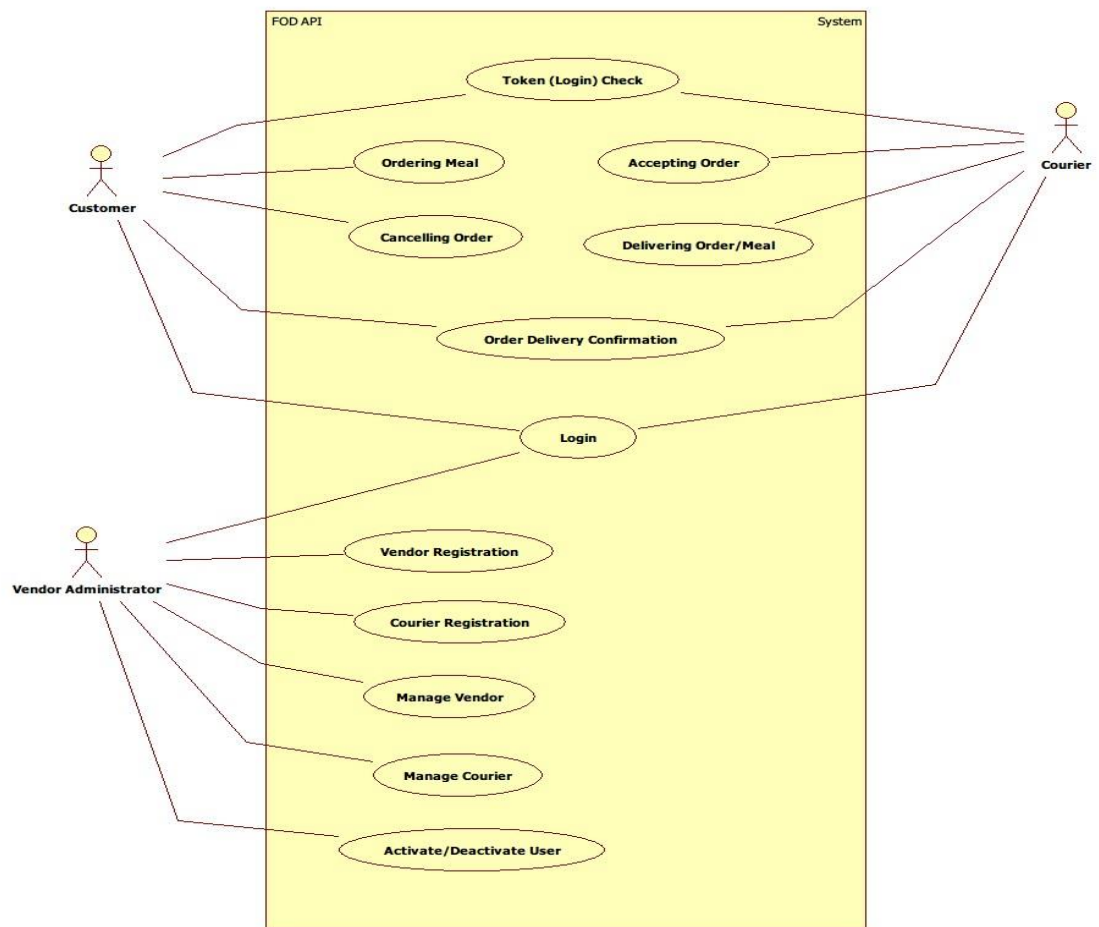 FOD API
System
Token (Login) Check
Ordering Meal
Accepting Order
Customer
Courier
Cancelling Order
Delivering Order/Meal
Order Delivery Confirmation
Login
Vendor Registration
Vendor Administrator
Courier Registration
Manage Vendor
Manage Courier
Activate/Deactivate User